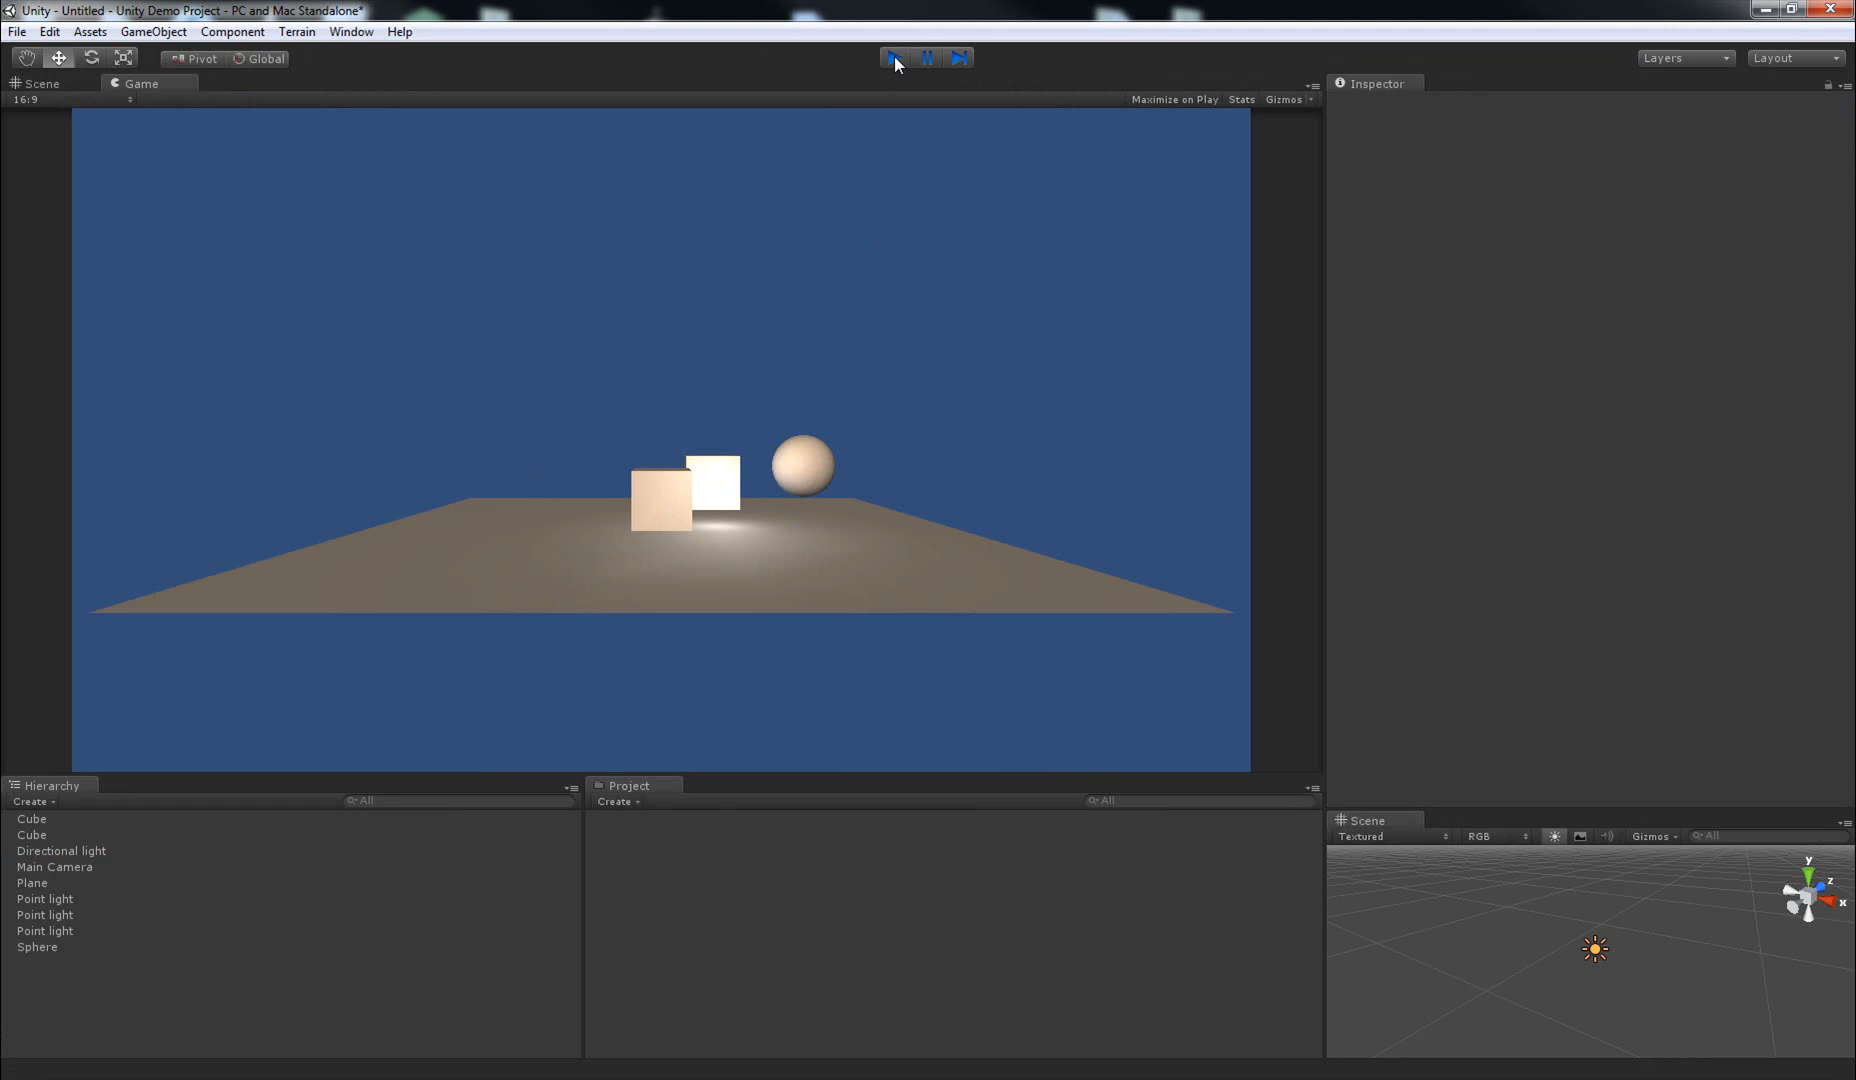 Unity - Untitled - Unity Demo Project - PC and Mac Standalone*
File Edit Assets GameObject Component Terrain Window Help
Pivot Global Layers Layout
Scene Game Inspector
16:9 Maximize on Play Stats Gizmos
Hierarchy Project
Create All Create All
Cube
Cube
Directional light
Main Camera
Plane
Point light
Point light
Point light
Sphere
Scene
Textured RGB Gizmos All
y
z
x